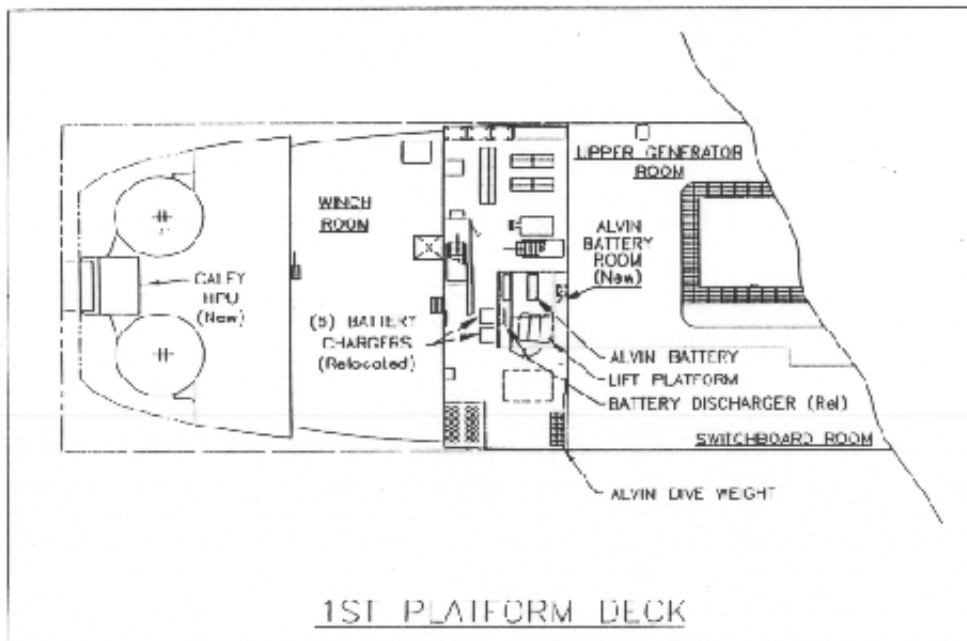 UPPER GENERATOR
ROOM
WINCH
ROOM
ALVIN
BATTERY
ROOM
(New)
CALEY
HPU
(New)
(5) BATTERY
CHARGERS
(Relocated)
ALVIN BATTERY
LIFT PLATFORM
BATTERY DISCHARGER (Rel)
SWITCHBOARD ROOM
ALVIN DIVE WEIGHT
1ST PLATFORM DECK